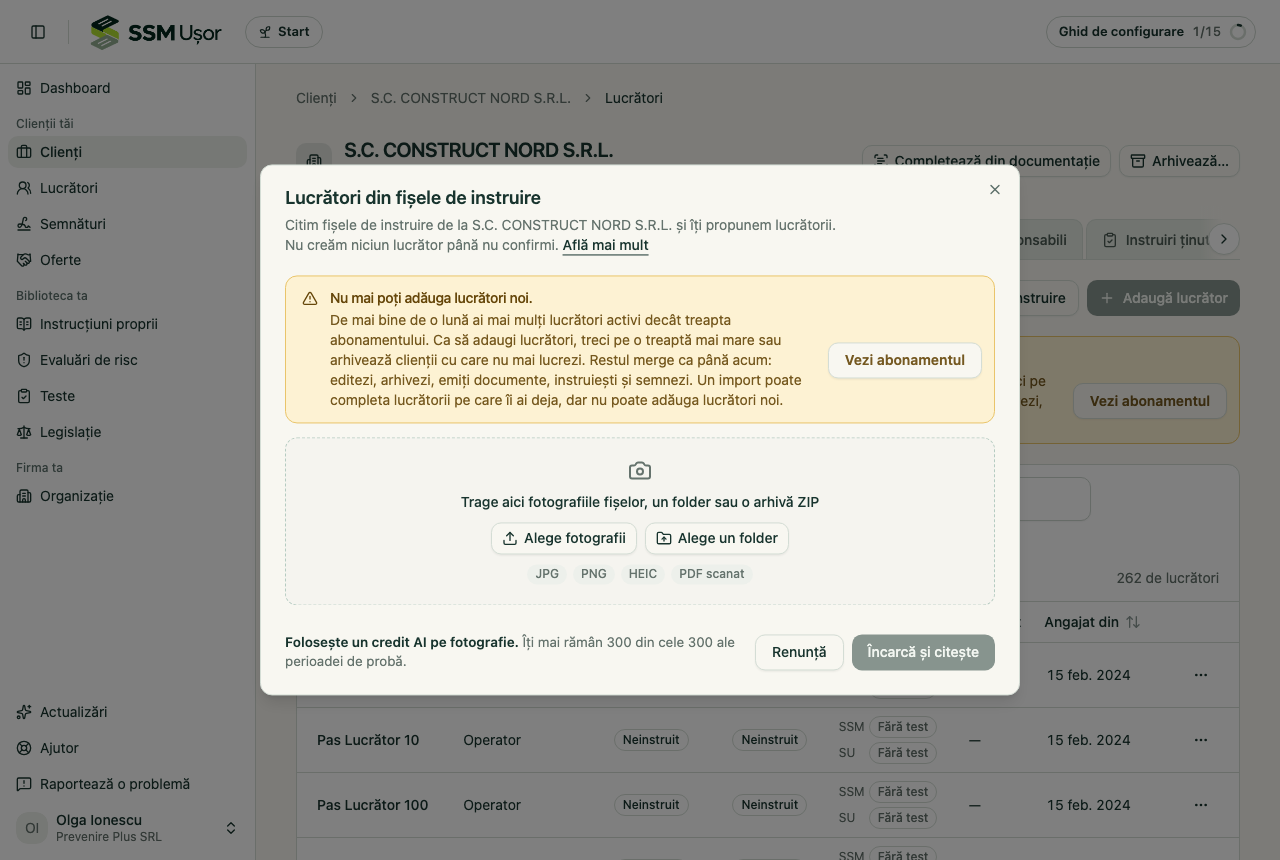 SSM Ușor
Start
Ghid de configurare 1/15
Dashboard
Clienții tăi
Clienți
Lucrători
Semnături
Oferte
Biblioteca ta
Instrucțiuni proprii
Evaluări de risc
Teste
Legislație
Firma ta
Organizație
Actualizări
Ajutor
Raportează o problemă
OI
Olga Ionescu
Prevenire Plus SRL
Clienți > S.C. CONSTRUCT NORD S.R.L. > Lucrători
S.C. CONSTRUCT NORD S.R.L.
Completează din documentație
Arhivează...
Instruiri
Adaugă lucrător
ci pe
Vezi abonamentul
Lucrători din fișele de instruire
Citim fișele de instruire de la S.C. CONSTRUCT NORD S.R.L. și îți propunem lucrătorii.
Nu creăm niciun lucrător până nu confirmi. Află mai mult
Nu mai poți adăuga lucrători noi.
De mai bine de o lună ai mai mulți lucrători activi decât treapta
abonamentului. Ca să adaugi lucrători, treci pe o treaptă mai mare sau
arhivează clienții cu care nu mai lucrezi. Restul merge ca până acum:
editezi, arhivezi, emiți documente, instruiești și semnezi. Un import poate
completa lucrătorii pe care îi ai deja, dar nu poate adăuga lucrători noi.
Vezi abonamentul
Trage aici fotografiile fișelor, un folder sau o arhivă ZIP
Alege fotografii
Alege un folder
JPG PNG HEIC PDF scanat
Folosește un credit AI pe fotografie. Îți mai rămân 300 din cele 300 ale
perioadei de probă.
Renunță
Încarcă și citește
262 de lucrători
Angajat din
15 feb. 2024
Pas Lucrător 10 Operator Neinstruit Neinstruit SSM Fără test SU Fără test — 15 feb. 2024
Pas Lucrător 100 Operator Neinstruit Neinstruit SSM Fără test SU Fără test — 15 feb. 2024
SSM Fără test